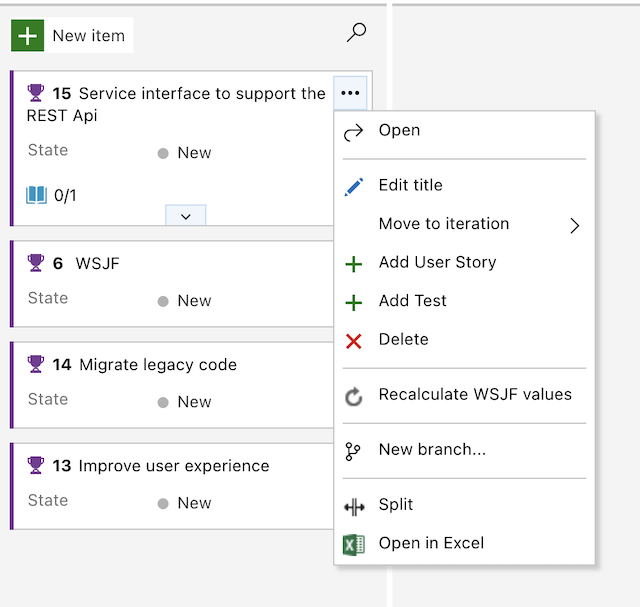 New item
15 Service interface to support the
REST Api
State New
0/1
6 WSJF
State New
14 Migrate legacy code
State New
13 Improve user experience
State New
Open
Edit title
Move to iteration
Add User Story
Add Test
Delete
Recalculate WSJF values
New branch...
Split
Open in Excel